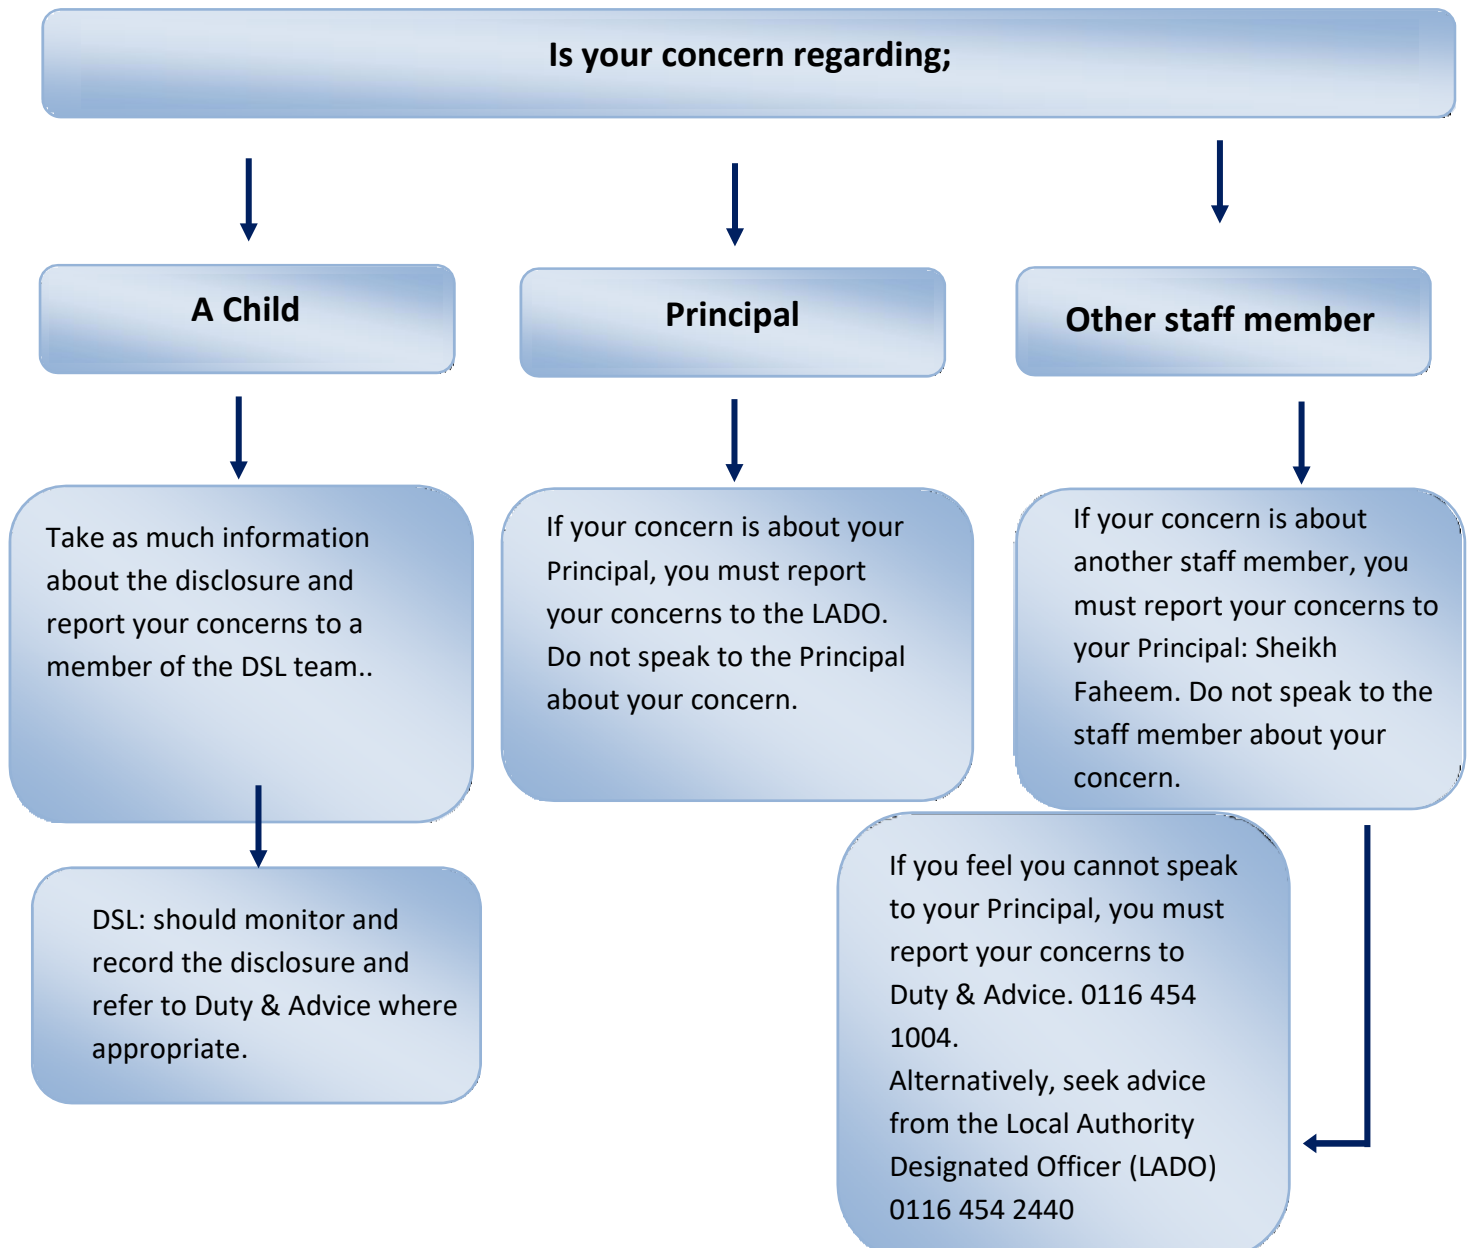 Is your concern regarding;
A Child
Principal
Other staff member
Take as much information
about the disclosure and
report your concerns to a
member of the DSL team..
If your concern is about your
Principal, you must report
your concerns to the LADO.
Do not speak to the Principal
about your concern.
If your concern is about
another staff member, you
must report your concerns to
your Principal: Sheikh
Faheem. Do not speak to the
staff member about your
concern.
DSL: should monitor and
record the disclosure and
refer to Duty & Advice where
appropriate.
If you feel you cannot speak
to your Principal, you must
report your concerns to
Duty & Advice. 0116 454
1004.
Alternatively, seek advice
from the Local Authority
Designated Officer (LADO)
0116 454 2440